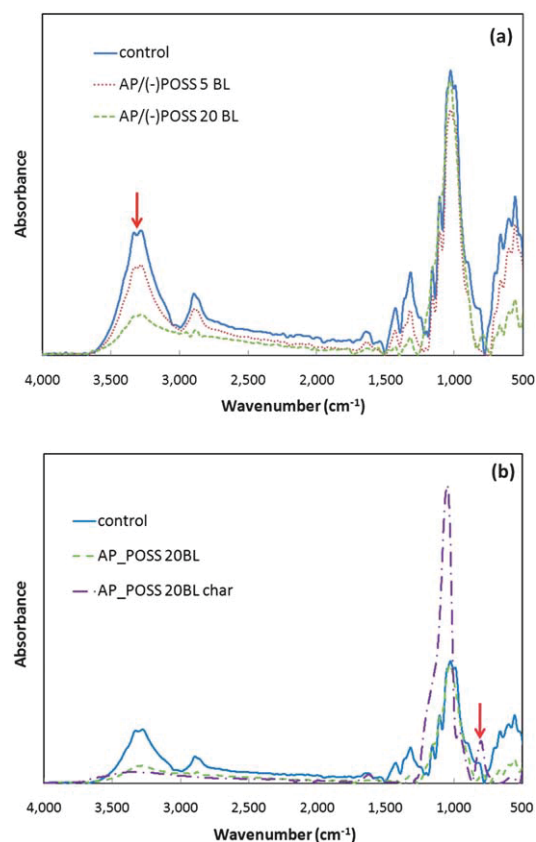 (a)
control
AP/(-)POSS 5 BL
AP/(-)POSS 20 BL
Absorbance
4,000 3,500 3,000 2,500 2,000 1,500 1,000 500
Wavenumber (cm⁻¹)
(b)
control
AP_POSS 20BL
AP_POSS 20BL char
Absorbance
4,000 3,500 3,000 2,500 2,000 1,500 1,000 500
Wavenumber (cm⁻¹)